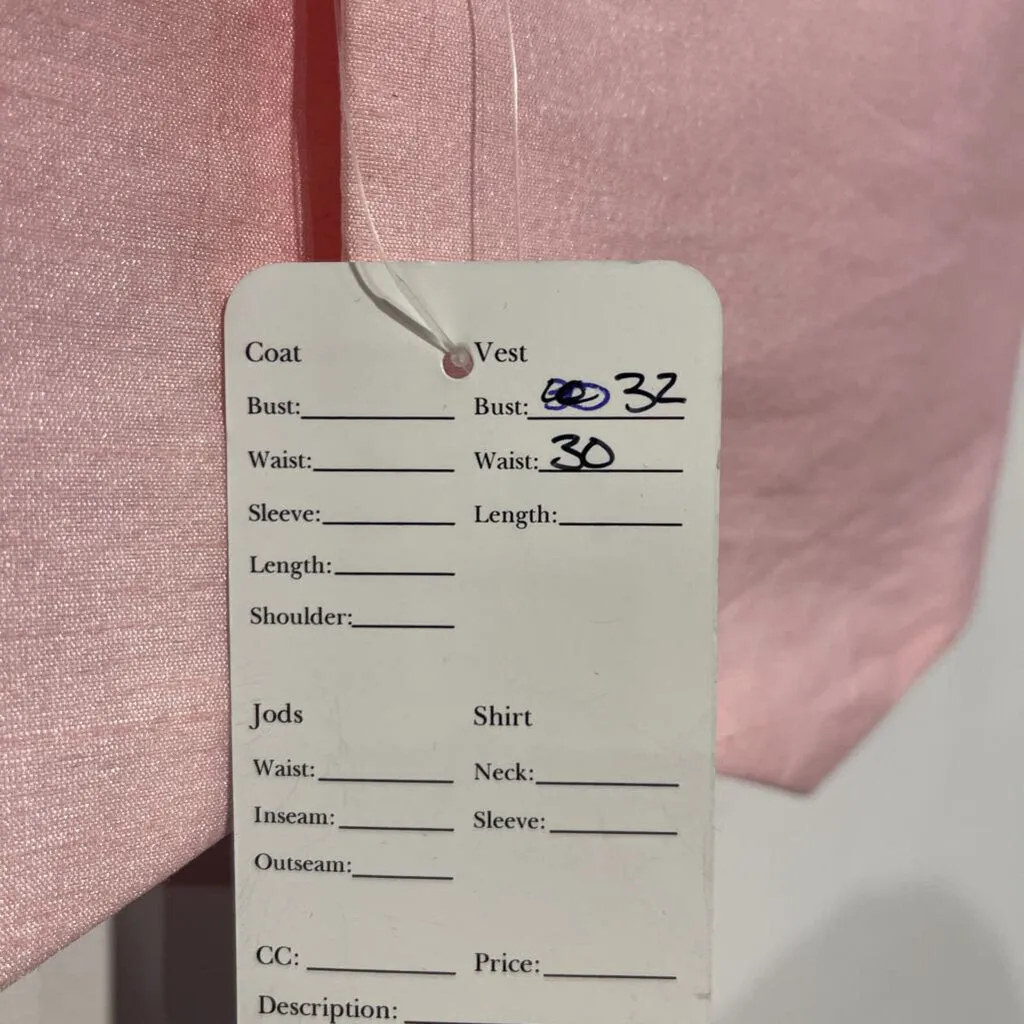 Coat
Bust:
Waist:
Sleeve:
Length:
Shoulder:
Vest
Bust: 32
Waist: 30
Length:
Jods
Waist:
Inseam:
Outseam:
Shirt
Neck:
Sleeve:
CC:
Price:
Description: